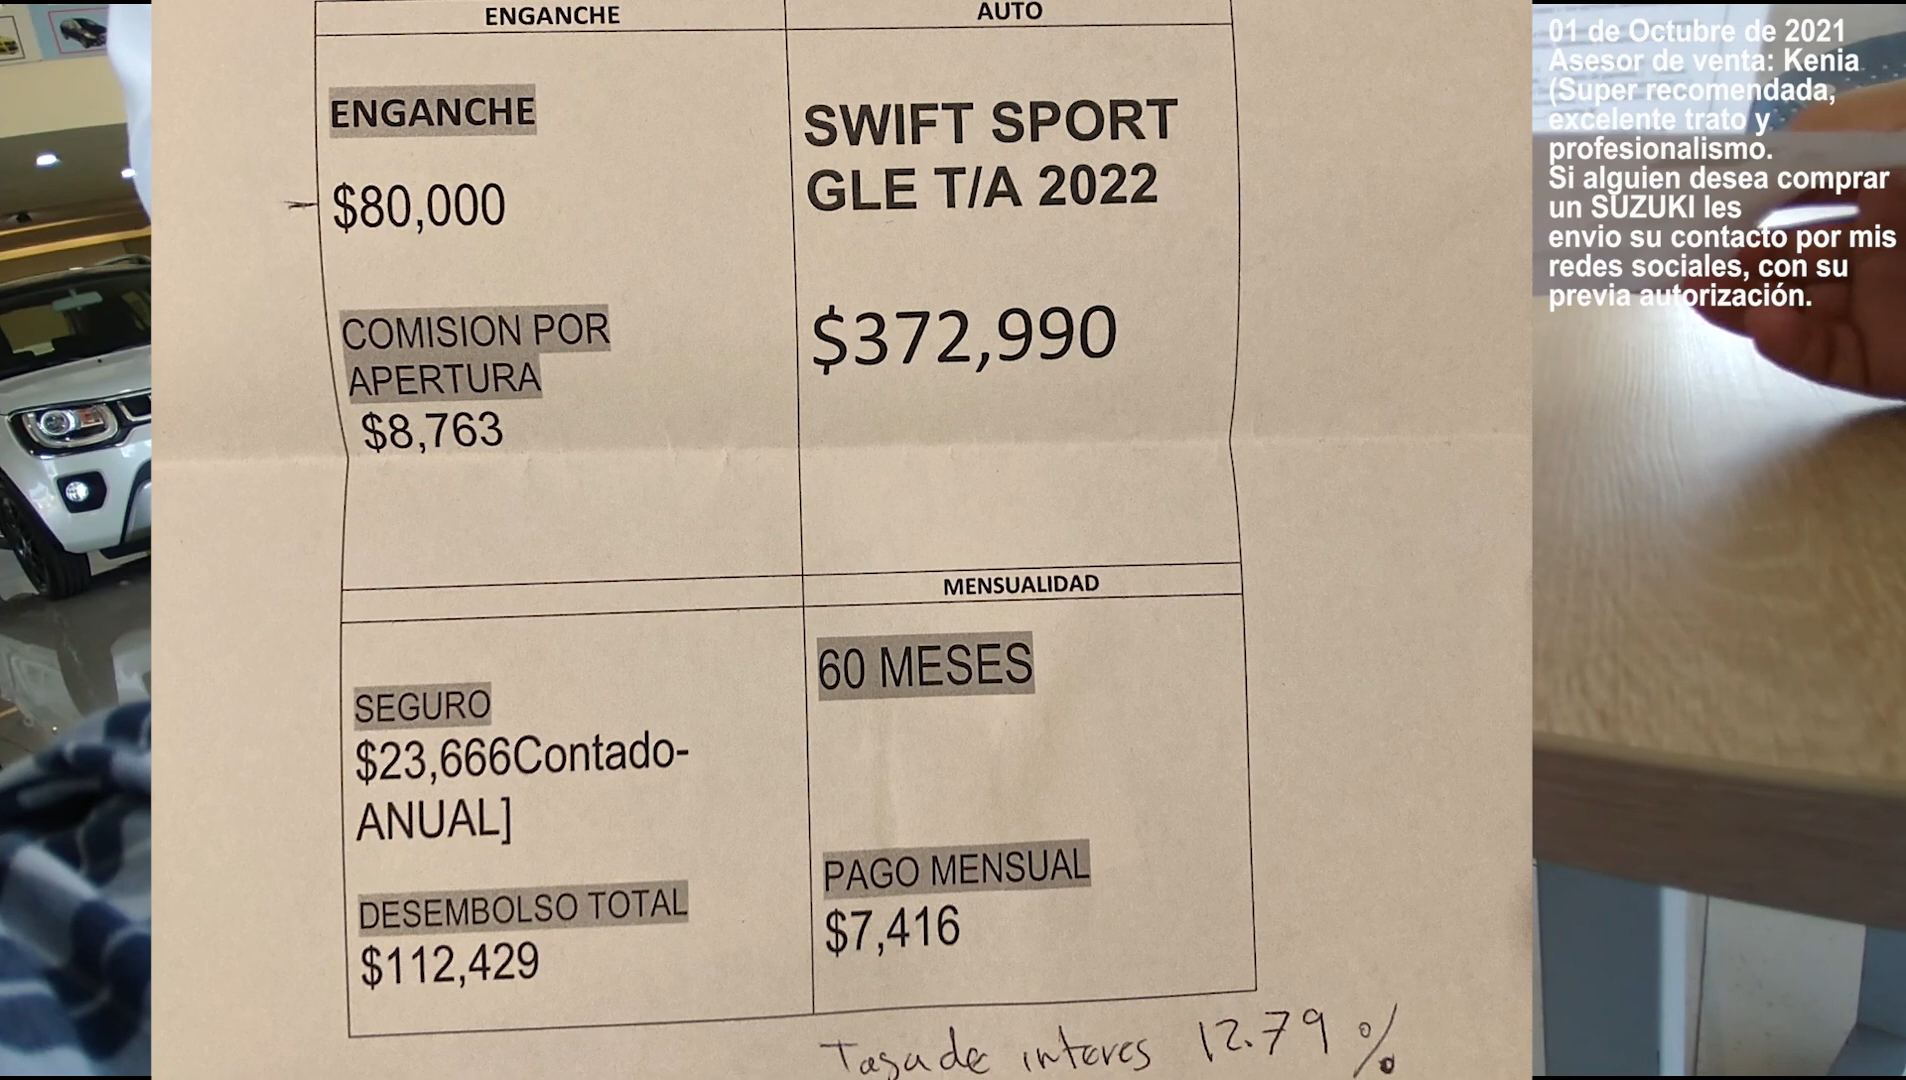 ENGANCHE
AUTO
ENGANCHE
$80,000
COMISION POR
APERTURA
$8,763
SWIFT SPORT
GLE T/A 2022
$372,990
SEGURO
$23,666Contado-
ANUAL]
DESEMBOLSO TOTAL
$112,429
MENSUALIDAD
60 MESES
PAGO MENSUAL
$7,416
Tasa de interes 12.79 %
01 de Octubre de 2021
Asesor de venta: Kenia
(Super recomendada,
excelente trato y
profesionalismo.
Si alguien desea comprar
un SUZUKI les
envio su contacto por mis
redes sociales, con su
previa autorización.